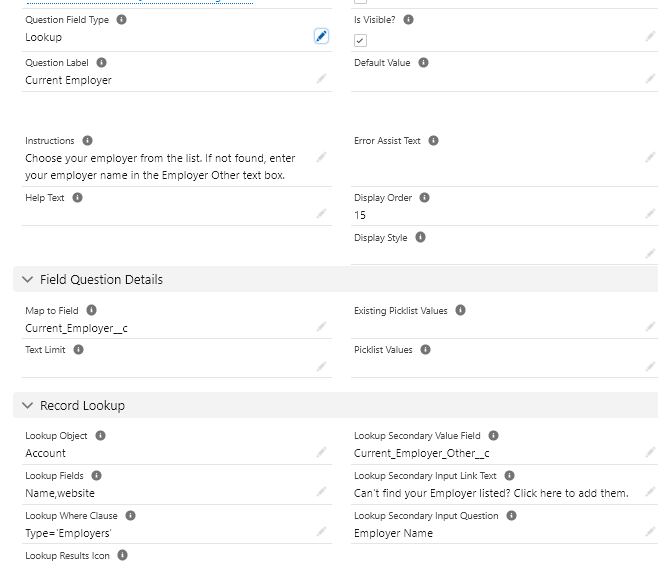 Question Field Type
Is Visible?
Lookup
Question Label
Default Value
Current Employer
Instructions
Error Assist Text
Choose your employer from the list. If not found, enter
your employer name in the Employer Other text box.
Help Text
Display Order
15
Display Style
Field Question Details
Map to Field
Existing Picklist Values
Current_Employer__c
Text Limit
Picklist Values
Record Lookup
Lookup Object
Lookup Secondary Value Field
Account
Current_Employer_Other__c
Lookup Fields
Lookup Secondary Input Link Text
Name,website
Can't find your Employer listed? Click here to add them.
Lookup Where Clause
Lookup Secondary Input Question
Type='Employers'
Employer Name
Lookup Results Icon